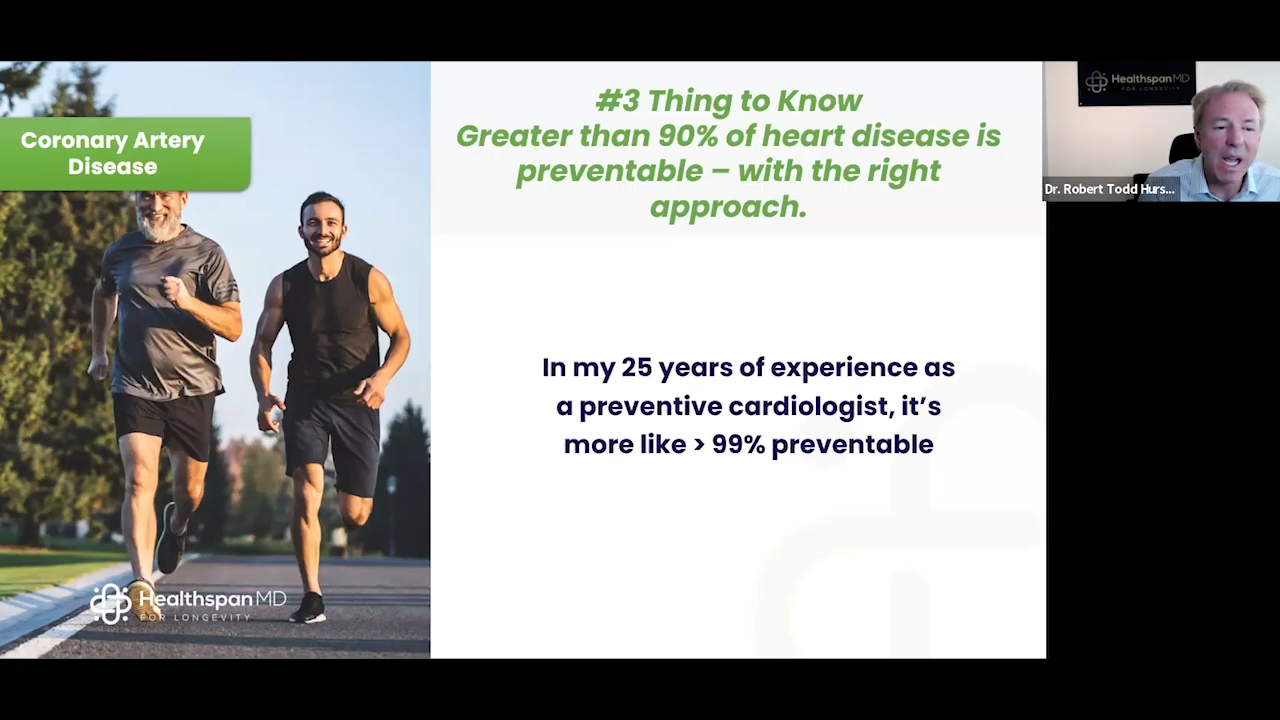 Coronary Artery
Disease
#3 Thing to Know
Greater than 90% of heart disease is
preventable – with the right
approach.
In my 25 years of experience as
a preventive cardiologist, it’s
more like > 99% preventable
HealthspanMD
FOR LONGEVITY
HealthspanMD
FOR LONGEVITY
Dr. Robert Todd Hurs...